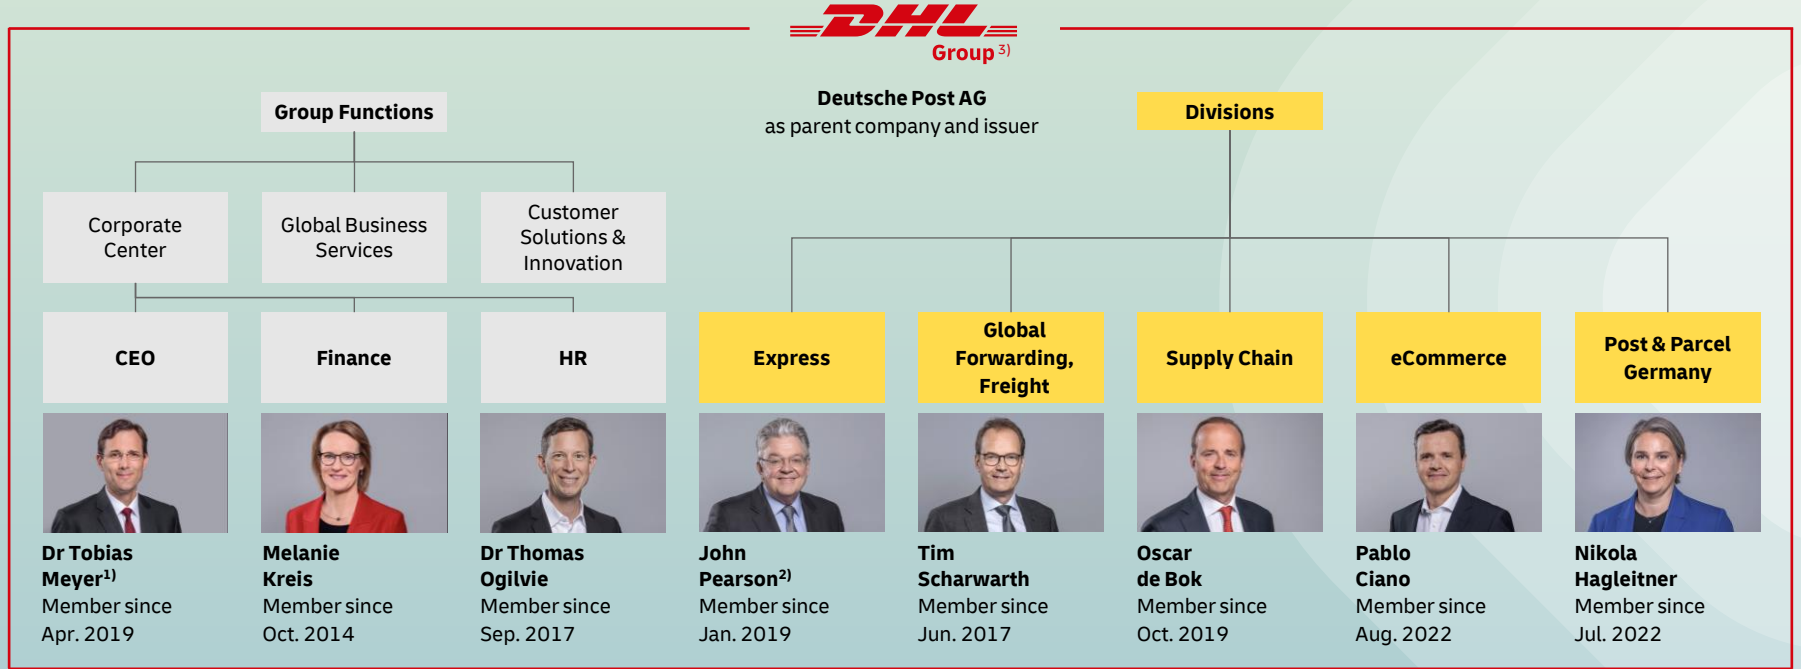 DHL
Group 3)
Deutsche Post AG
as parent company and issuer
Group Functions
Divisions
Corporate
Center
Global Business
Services
Customer
Solutions &
Innovation
CEO
Finance
HR
Express
Global
Forwarding,
Freight
Supply Chain
eCommerce
Post & Parcel
Germany
Dr Tobias
Meyer1)
Member since
Apr. 2019
Melanie
Kreis
Member since
Oct. 2014
Dr Thomas
Ogilvie
Member since
Sep. 2017
John
Pearson2)
Member since
Jan. 2019
Tim
Scharwarth
Member since
Jun. 2017
Oscar
de Bok
Member since
Oct. 2019
Pablo
Ciano
Member since
Aug. 2022
Nikola
Hagleitner
Member since
Jul. 2022